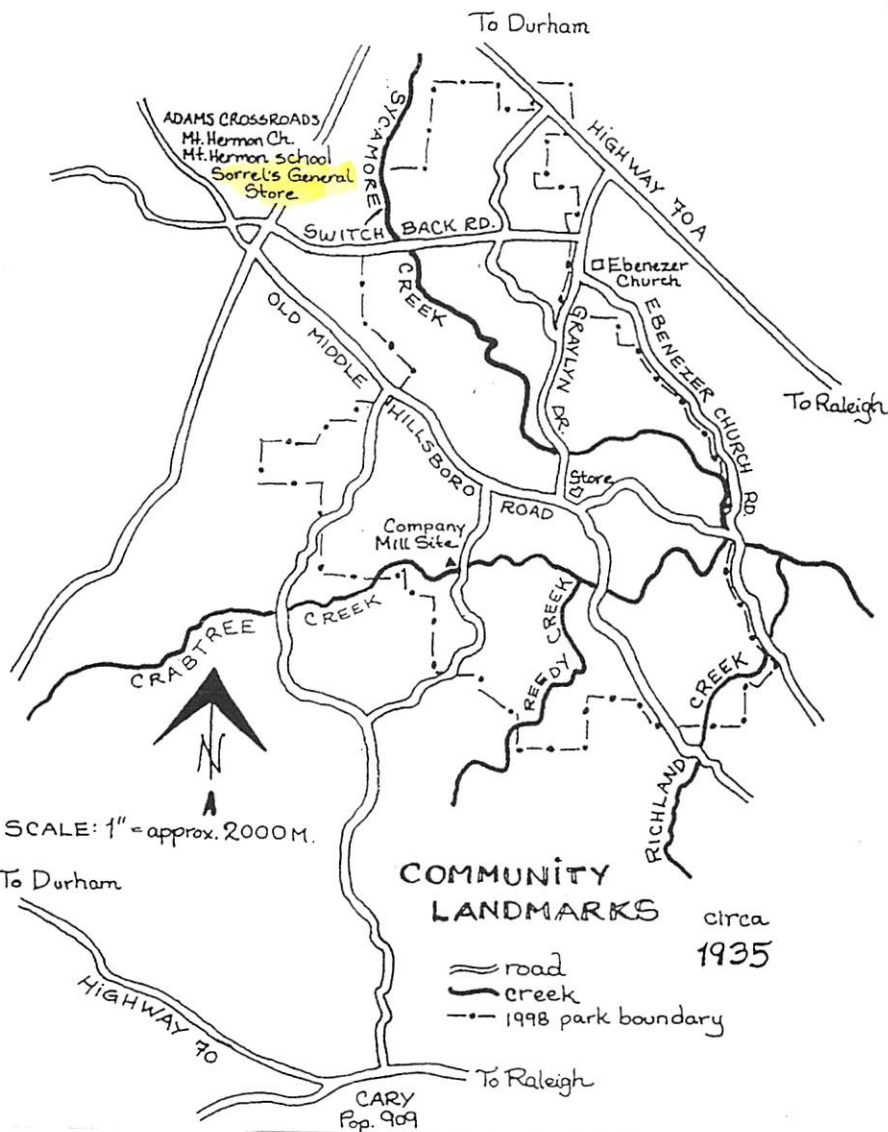 To Durham
ADAMS CROSSROADS
Mt. Hermon Ch.
Mt. Hermon school
Sorrel's General
Store
SYCAMORE
CREEK
HIGHWAY 70 A
SWITCH BACK RD.
Ebenezer
Church
OLD MIDDLE
HILLSBORO
ROAD
GRAYLYN DR.
EBENEZER CHURCH RD.
To Raleigh
Store
Company
Mill Site
CRABTREE CREEK
REEDY CREEK
RICHLAND
CREEK
N
SCALE: 1" = approx. 2000 M.
To Durham
HIGHWAY 70
COMMUNITY
LANDMARKS
circa
1935
road
creek
1998 park boundary
To Raleigh
CARY
Pop. 909